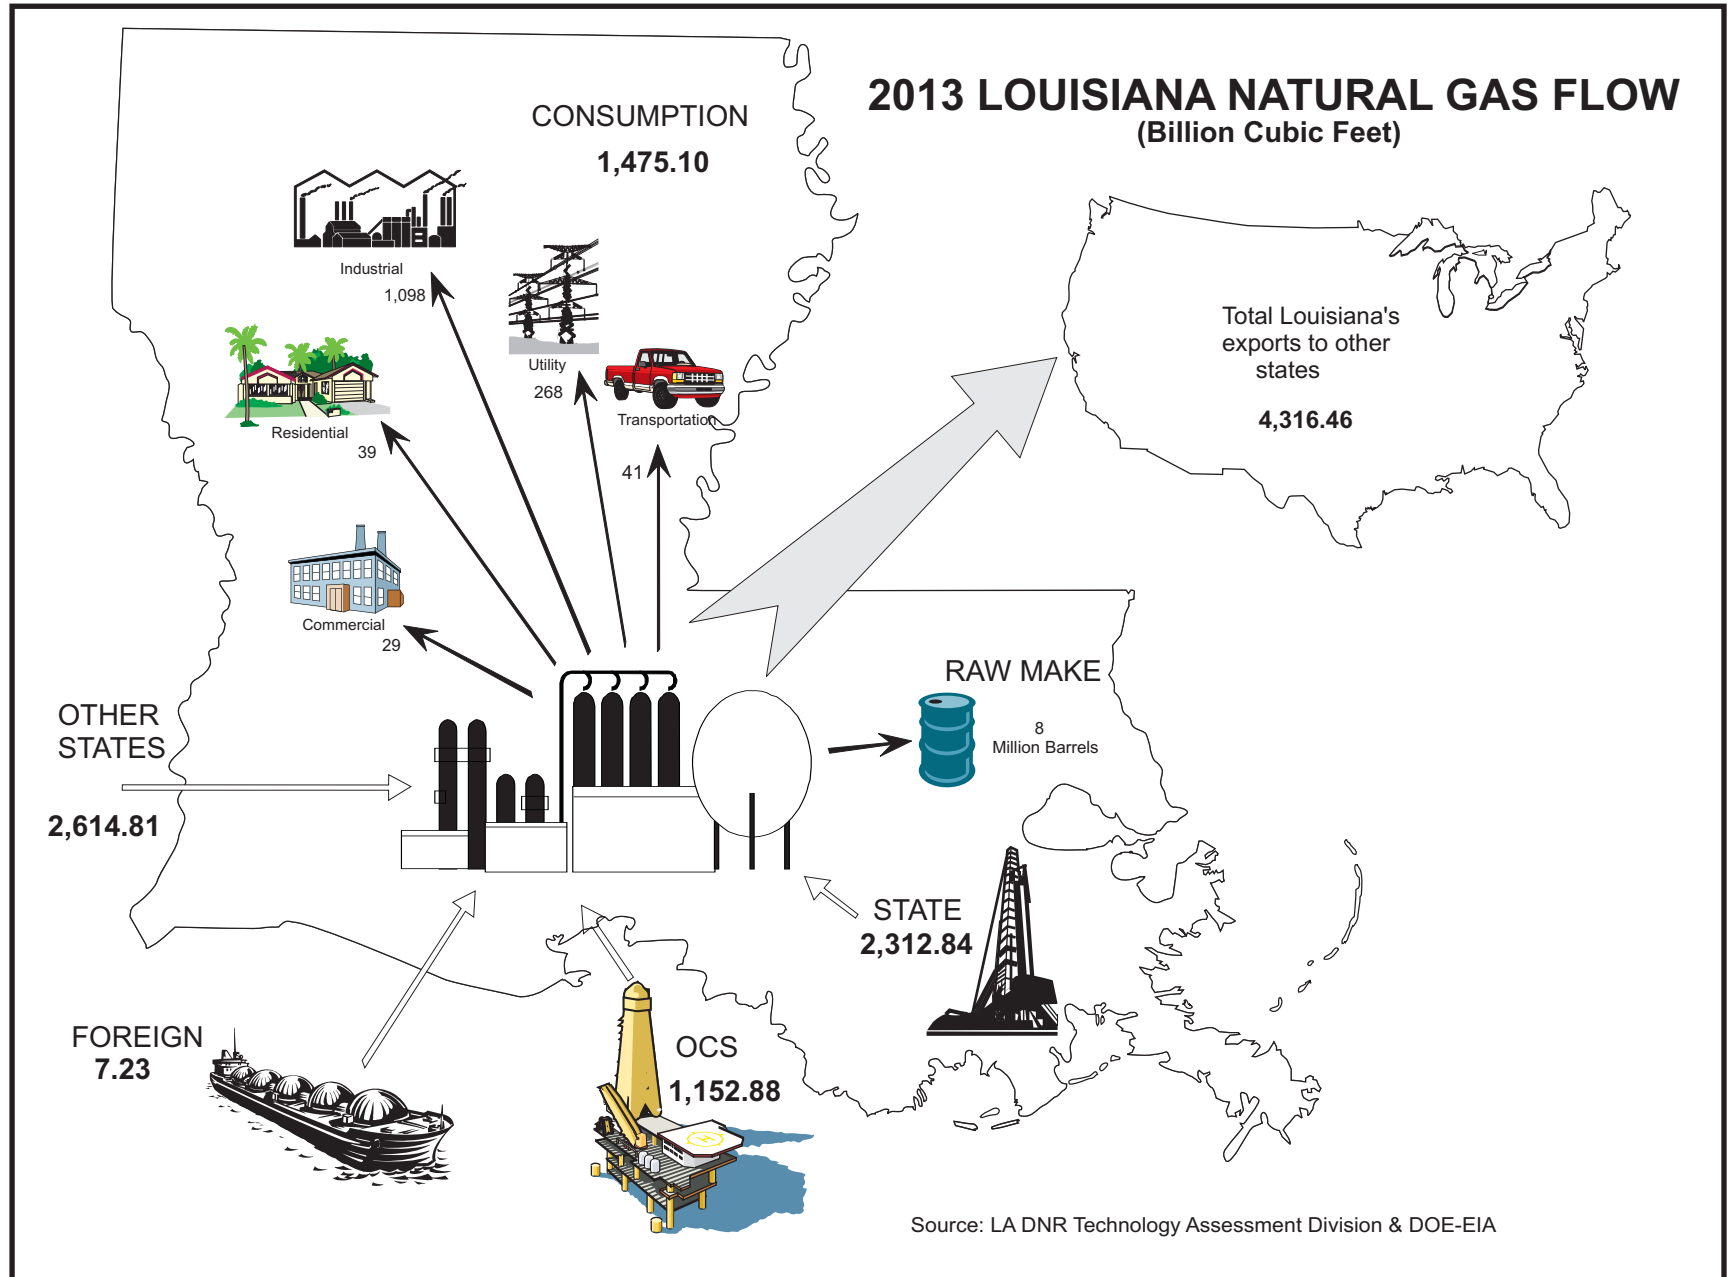 2013 LOUISIANA NATURAL GAS FLOW
(Billion Cubic Feet)
CONSUMPTION
1,475.10
Industrial
1,098
Utility
268
Transportation
41
Residential
39
Commercial
29
Total Louisiana's
exports to other
states
4,316.46
RAW MAKE
8
Million Barrels
OTHER
STATES
2,614.81
STATE
2,312.84
FOREIGN
7.23
OCS
1,152.88
H
Source: LA DNR Technology Assessment Division & DOE-EIA